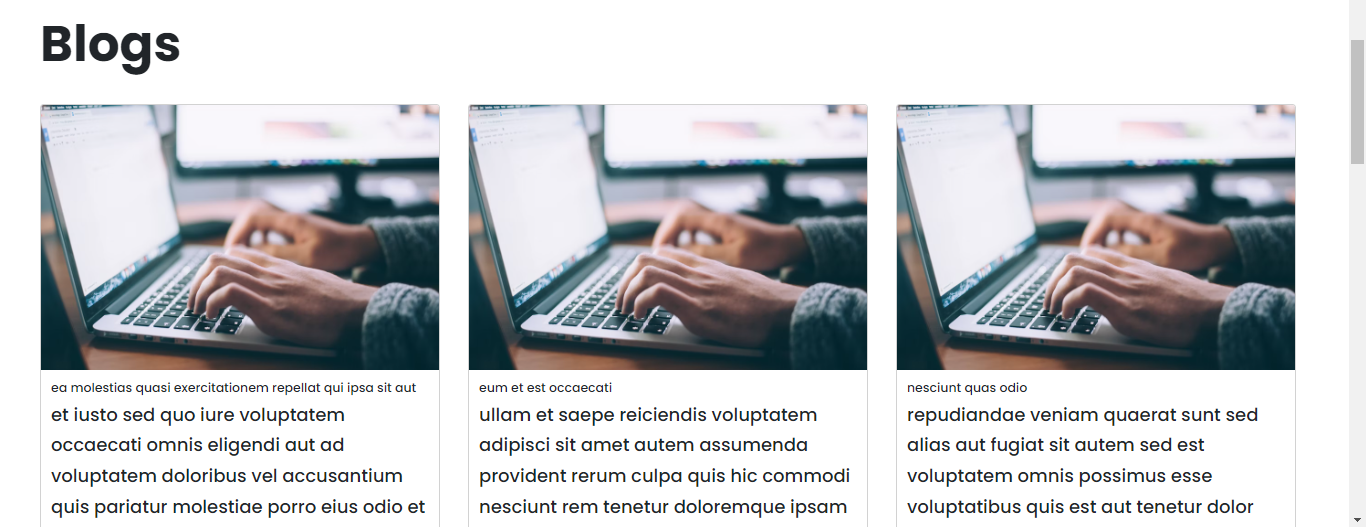 Blogs
ea molestias quasi exercitationem repellat qui ipsa sit aut
et iusto sed quo iure voluptatem
occaecati omnis eligendi aut ad
voluptatem doloribus vel accusantium
quis pariatur molestiae porro eius odio et
eum et est occaecati
ullam et saepe reiciendis voluptatem
adipisci sit amet autem assumenda
provident rerum culpa quis hic commodi
nesciunt rem tenetur doloremque ipsam
nesciunt quas odio
repudiandae veniam quaerat sunt sed
alias aut fugiat sit autem sed est
voluptatem omnis possimus esse
voluptatibus quis est aut tenetur dolor